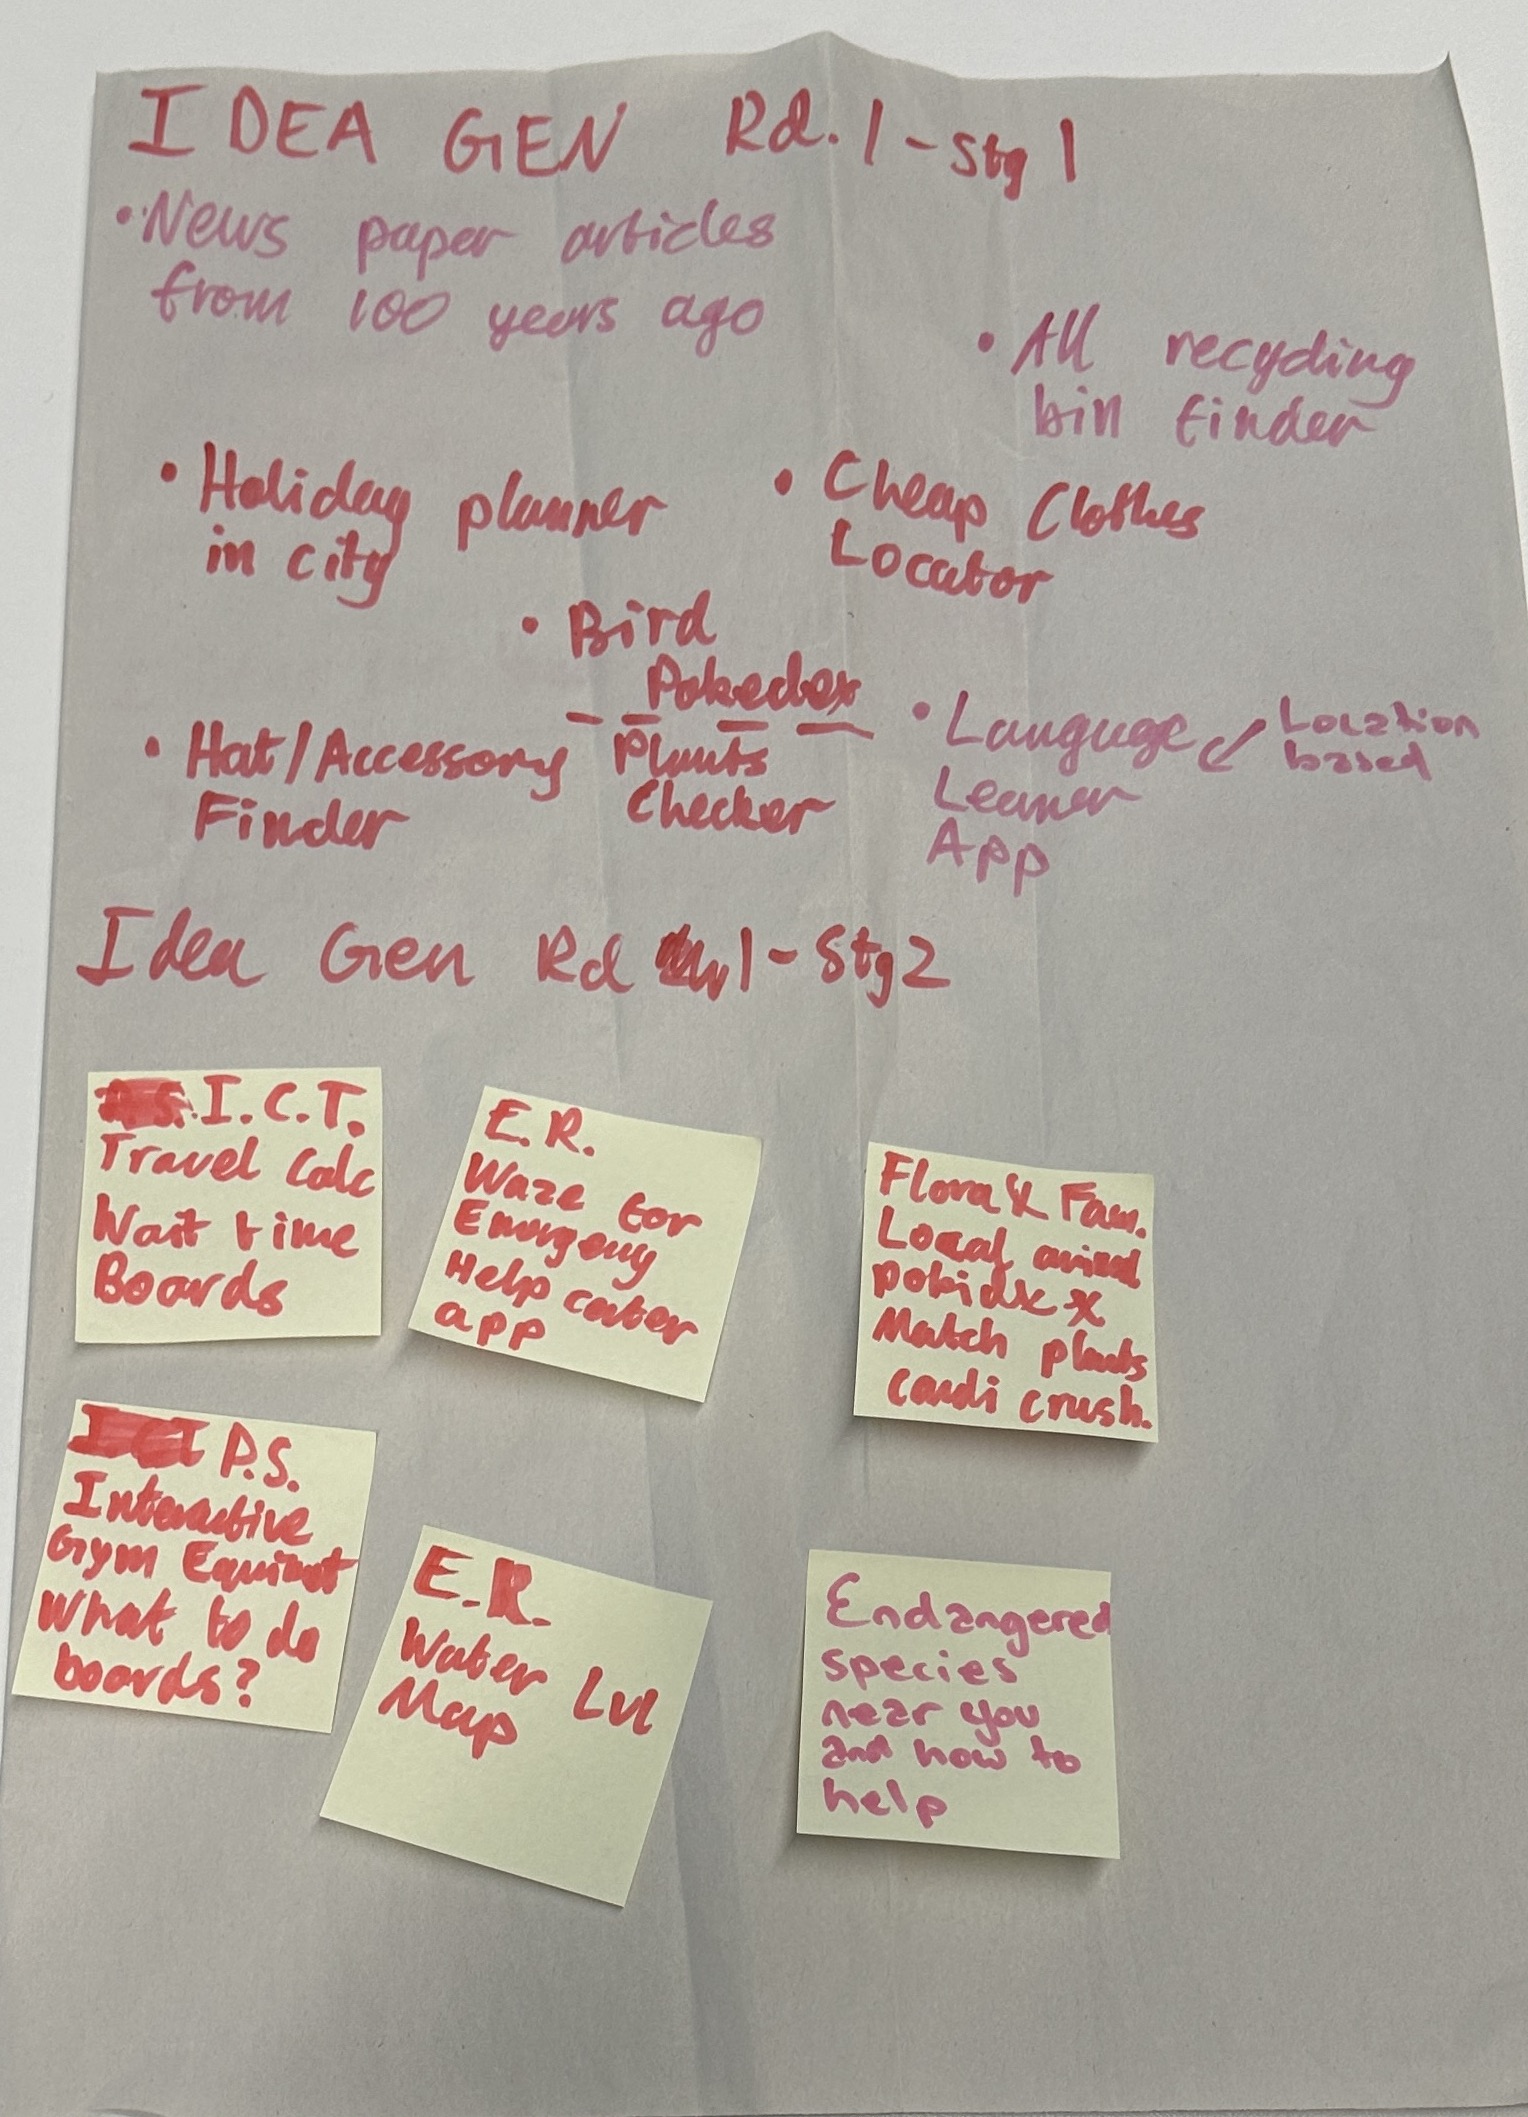 IDEA GEN Rd. 1 - Stg 1
• News paper articles
from 100 years ago
• All recycling
bin finder
• Holiday planner
in city
• Cheap Clothes
Locator
• Bird
Pokedex
Plants
Checker
• Hat/Accessory
Finder
• Language
Learner
App
Location
based
Idea Gen Rd 1 - Stg 2
I.C.T.
Travel Calc
Wait time
Boards
E.R.
Waze for
Emergeny
Help center
app
Flora & Faun.
Local animal
pokidex x
Match plants
candi crush.
P.S.
Interactive
Gym
What to do
boards?
E.R.
Water Lvl
Map
Endangered
species
near you
and how to
help